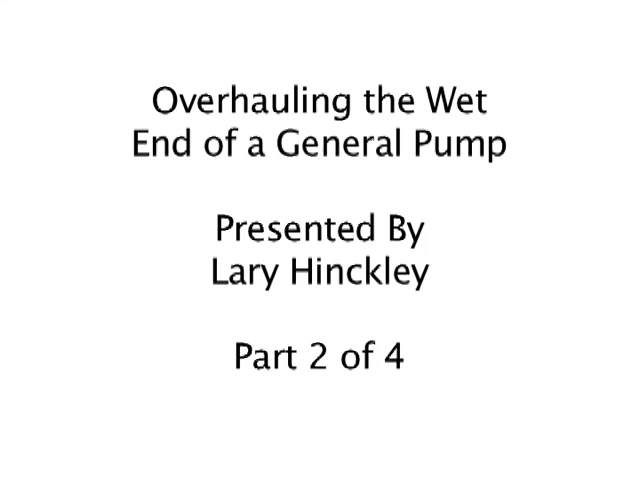 Overhauling the Wet
End of a General Pump
Presented By
Lary Hinckley
Part 2 of 4